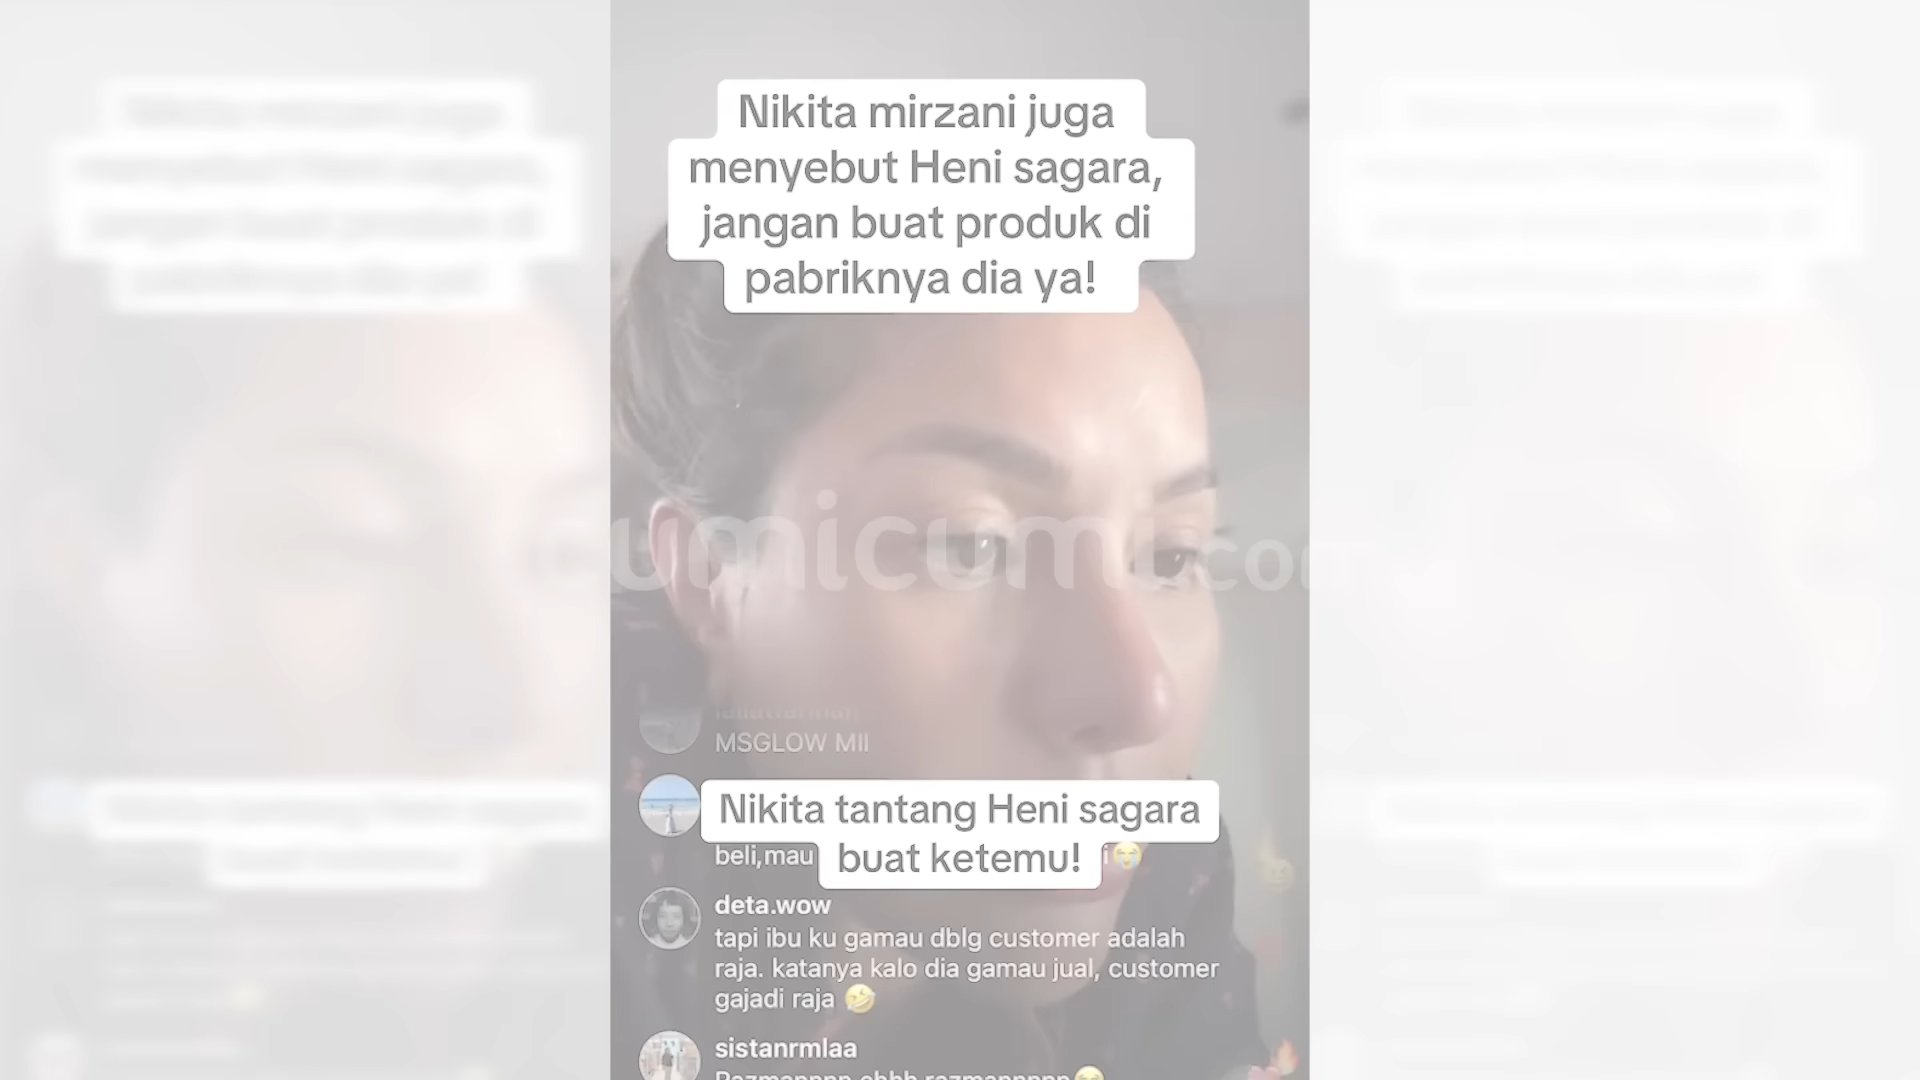 Nikita mirzani juga
menyebut Heni sagara,
jangan buat produk di
pabriknya dia ya!
cumicumi.com
MSGLOW MII
Nikita tantang Heni sagara
buat ketemu!
beli,mau
i😭
deta.wow
tapi ibu ku gamau dblg customer adalah
raja. katanya kalo dia gamau jual, customer
gajadi raja 🤣
sistanrmlaa